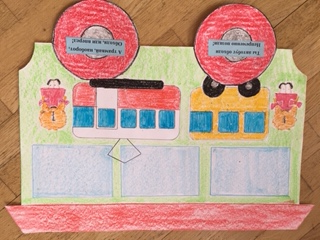 Ты автобус обходи
Непременно позади!
А трамвай, наоборот,
Обходи, вперед!